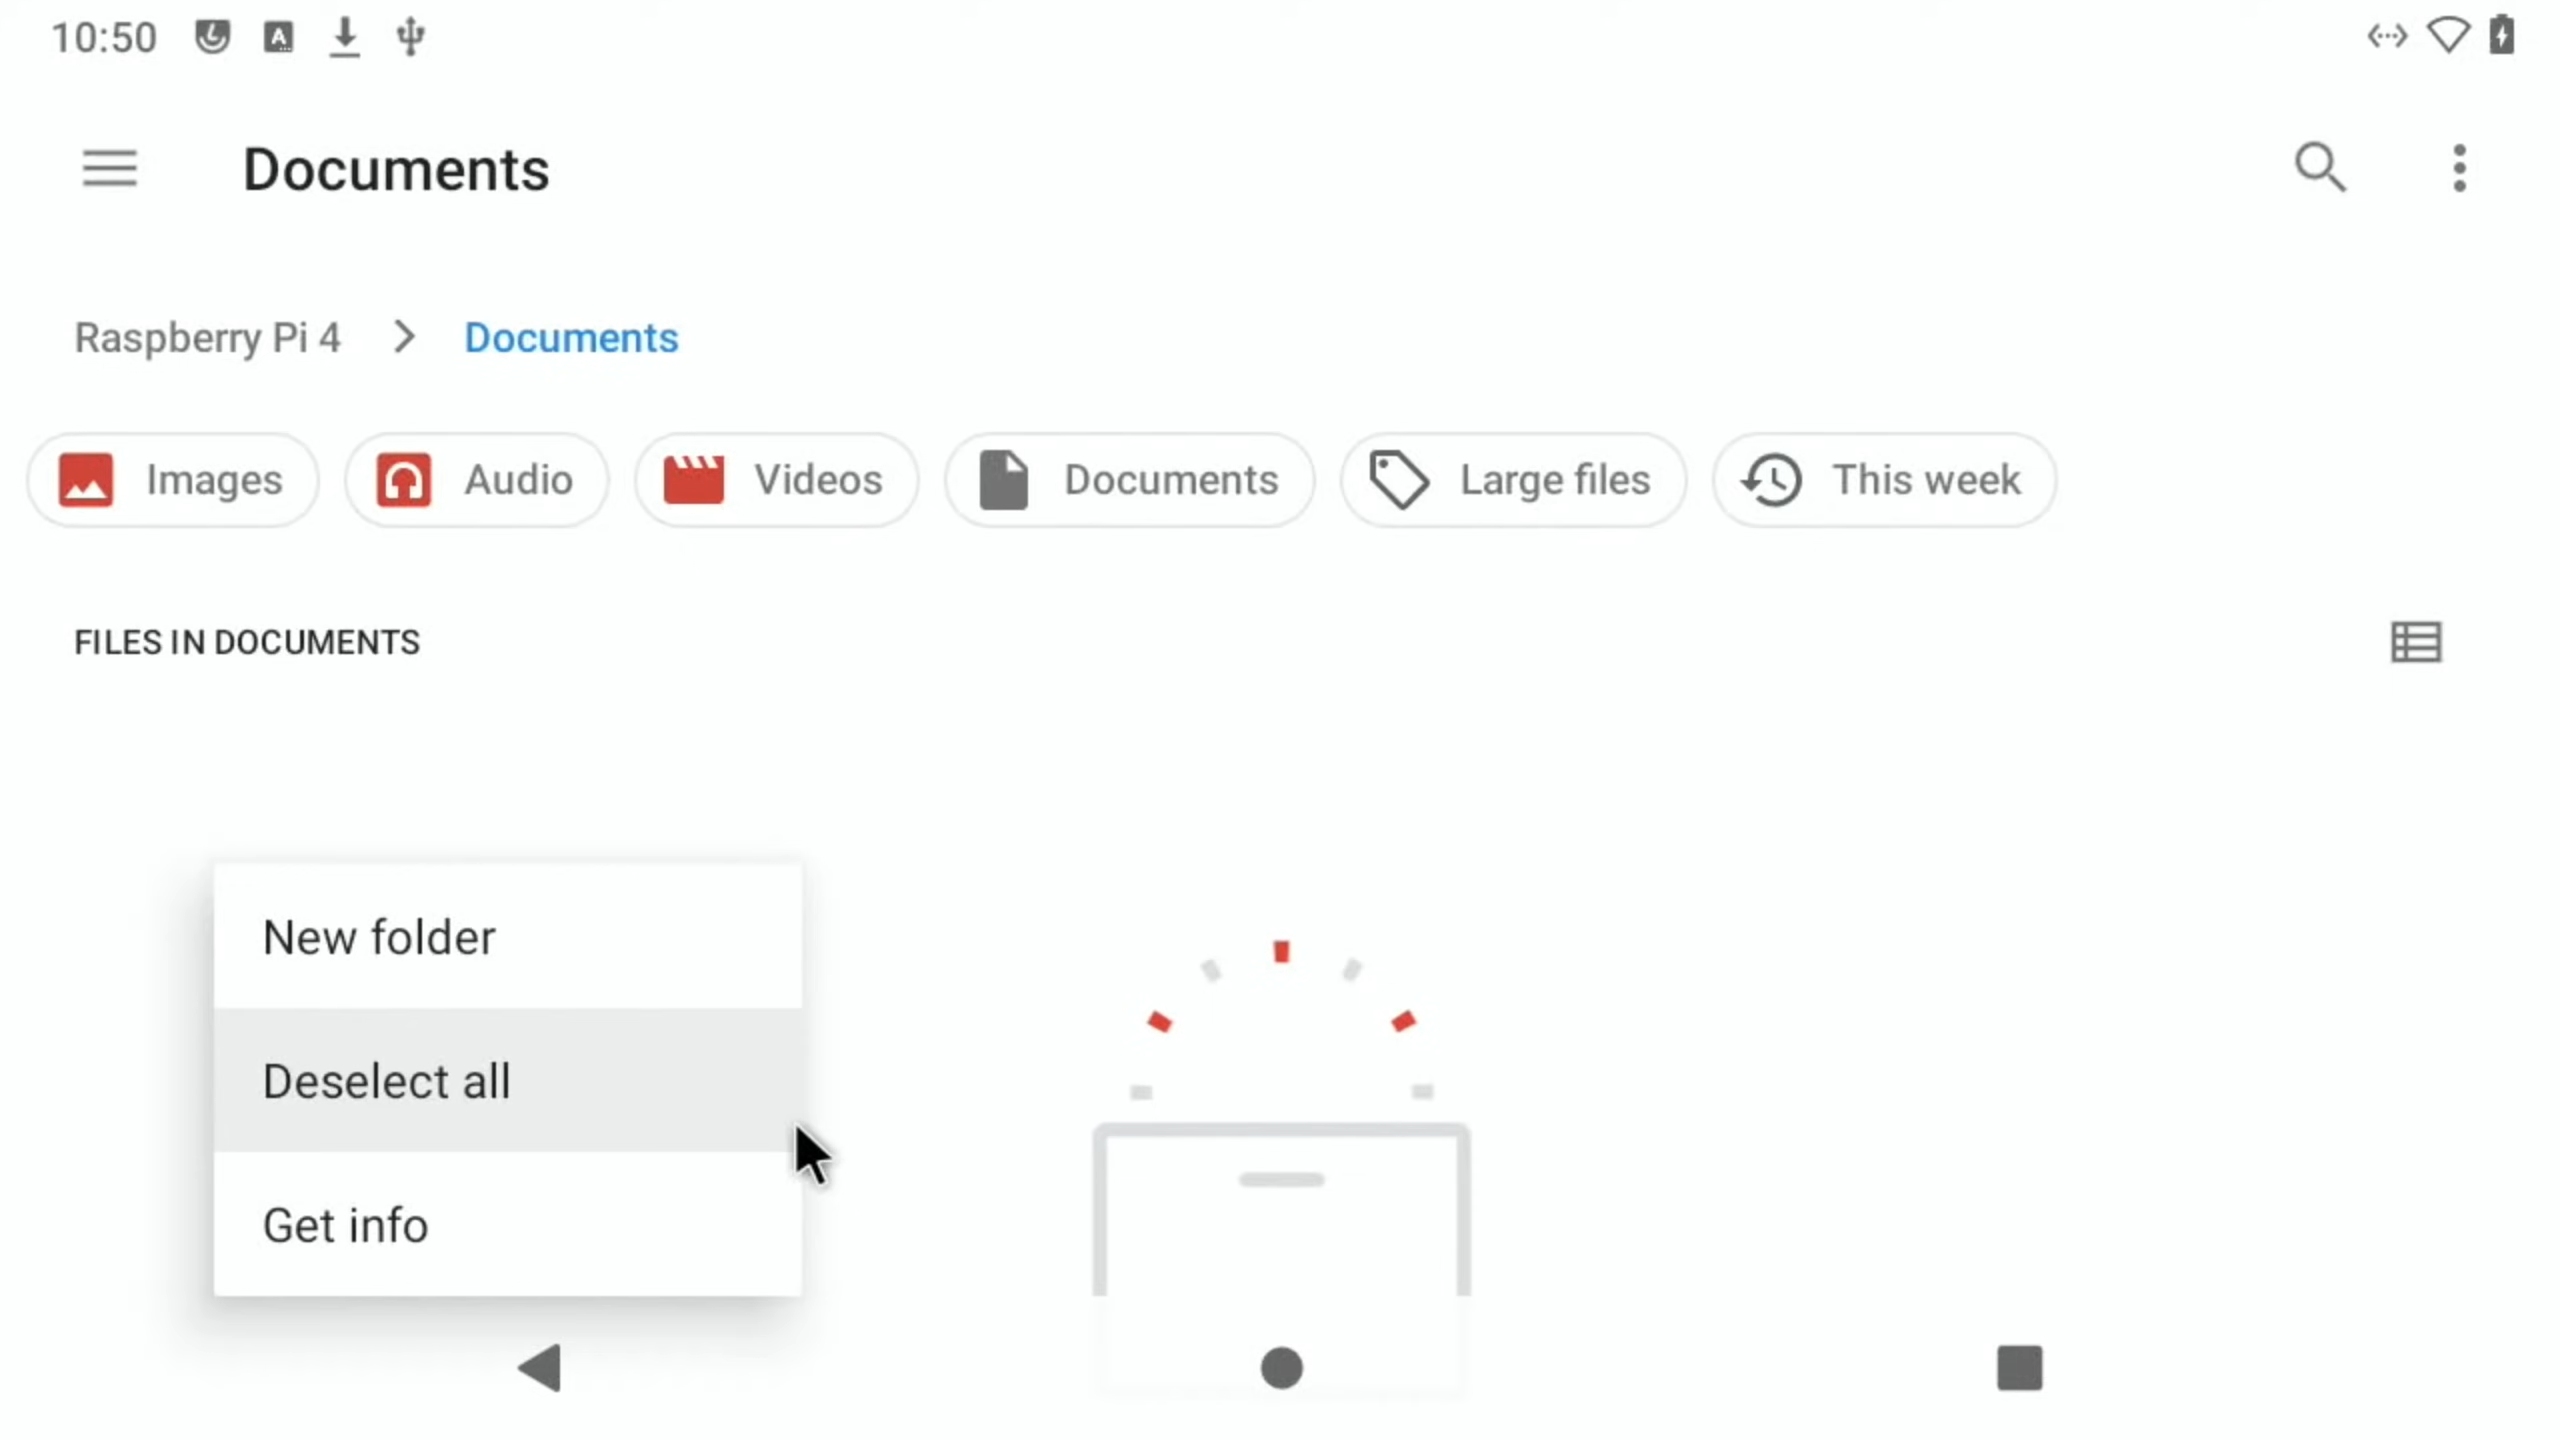 10:50
Documents
Raspberry Pi 4 > Documents
Images Audio Videos Documents Large files This week
FILES IN DOCUMENTS
New folder
Deselect all
Get info